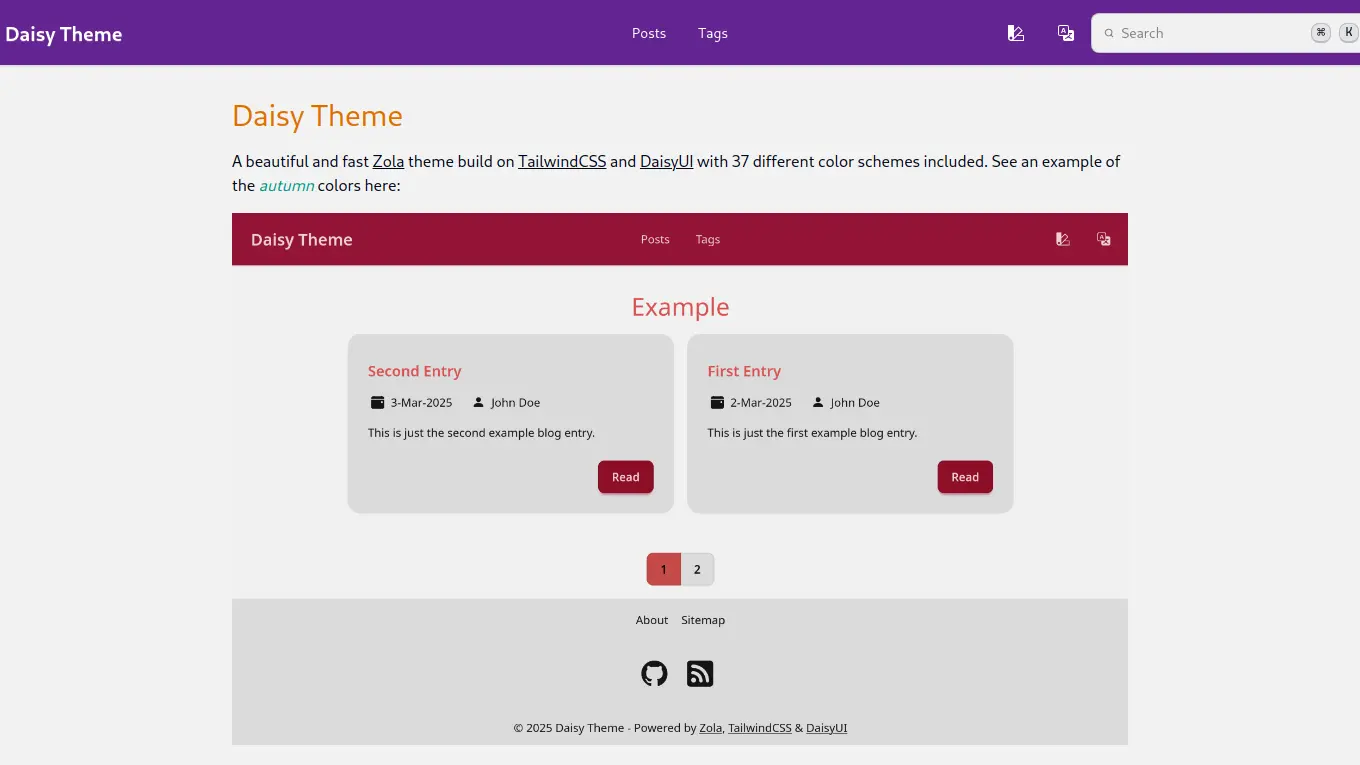 Daisy Theme Posts Tags Search ⌘ K
Daisy Theme
A beautiful and fast Zola theme build on TailwindCSS and DaisyUI with 37 different color schemes included. See an example of
the autumn colors here:
Daisy Theme Posts Tags
Example
Second Entry
3-Mar-2025 John Doe
This is just the second example blog entry.
Read
First Entry
2-Mar-2025 John Doe
This is just the first example blog entry.
Read
1 2
About Sitemap
© 2025 Daisy Theme - Powered by Zola, TailwindCSS & DaisyUI